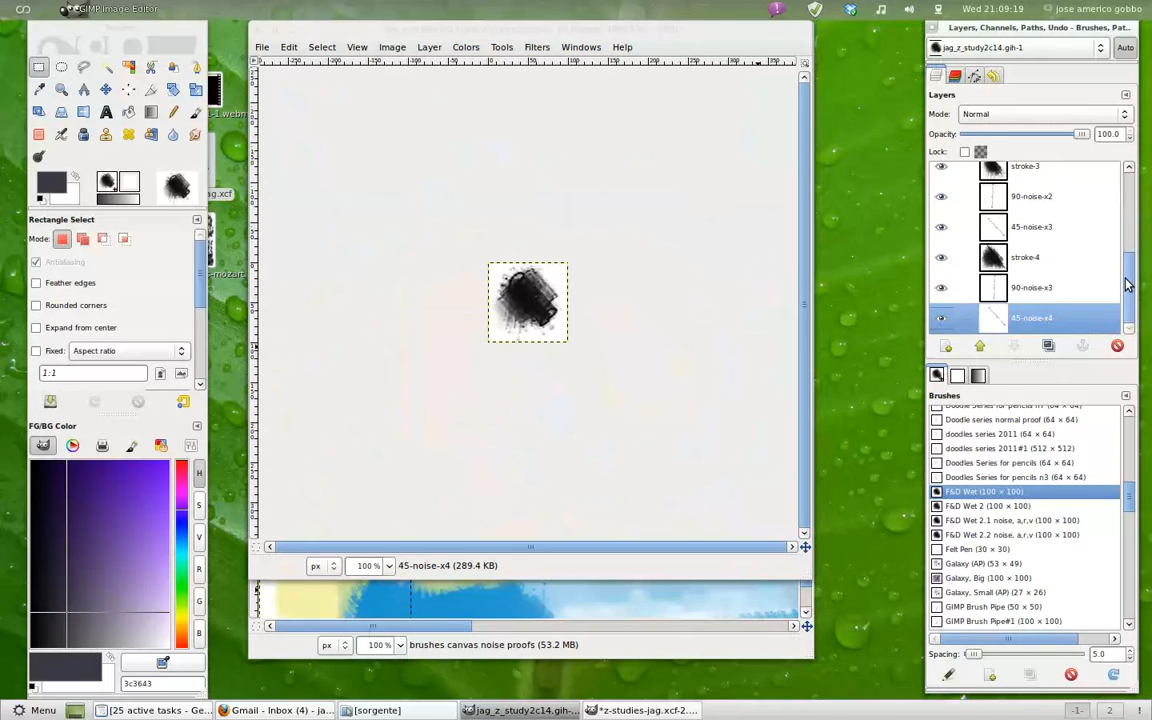 GIMP Image Editor
Wed 21:09:19
jose americo gobbo
Layers, Channels, Paths, Undo - Brushes, Pat...
File Edit Select View Image Layer Colors Tools Filters Windows Help
jag_z_study2c14.gih-1
Auto
Layers
Mode: Normal
Opacity: 100.0
Lock:
stroke-3
90-noise-x2
45-noise-x3
stroke-4
90-noise-x3
45-noise-x4
Rectangle Select
Mode:
Antialiasing
Feather edges
Rounded corners
Expand from center
Fixed: Aspect ratio
1:1
FG/BG Color
H
S
V
R
G
B
3c3643
px 100% 45-noise-x4 (289.4 KB)
px 100% brushes canvas noise proofs (53.2 MB)
Brushes
Doodle series normal proof (64 × 64)
doodles series 2011 (64 × 64)
doodles series 2011#1 (512 × 512)
Doodles Series for pencils (64 × 64)
Doodles Series for pencils n3 (64 × 64)
F&D Wet (100 × 100)
F&D Wet 2 (100 × 100)
F&D Wet 2.1 noise, a,r,v (100 × 100)
F&D Wet 2.2 noise, a,r,v (100 × 100)
Felt Pen (30 × 30)
Galaxy (AP) (53 × 49)
Galaxy, Big (100 × 100)
Galaxy, Small (AP) (27 × 26)
GIMP Brush Pipe (50 × 50)
GIMP Brush Pipe#1 (100 × 100)
Spacing: 5.0
Menu
[25 active tasks - Ge...
Gmail - Inbox (4) - ja...
[sorgente]
jag_z_study2c14.gih-...
*z-studies-jag.xcf-2....
-1-
2